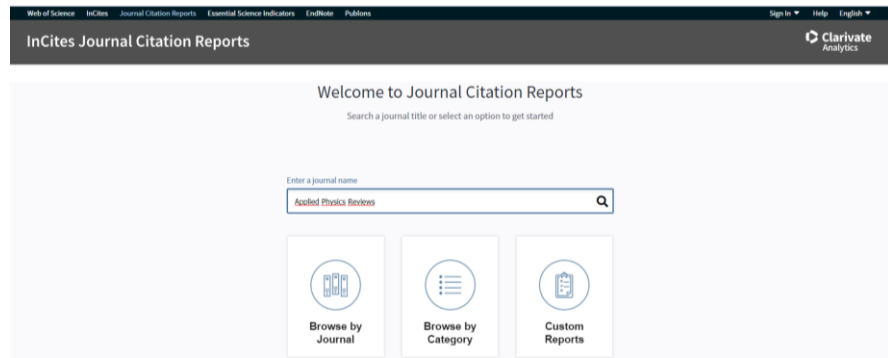 Web of Science InCites Journal Citation Reports Essential Science Indicators EndNote Publons Sign In Help English
InCites Journal Citation Reports
Clarivate
Analytics
Welcome to Journal Citation Reports
Search a journal title or select an option to get started
Enter a journal name
Applied Physics Reviews
Browse by
Journal
Browse by
Category
Custom
Reports